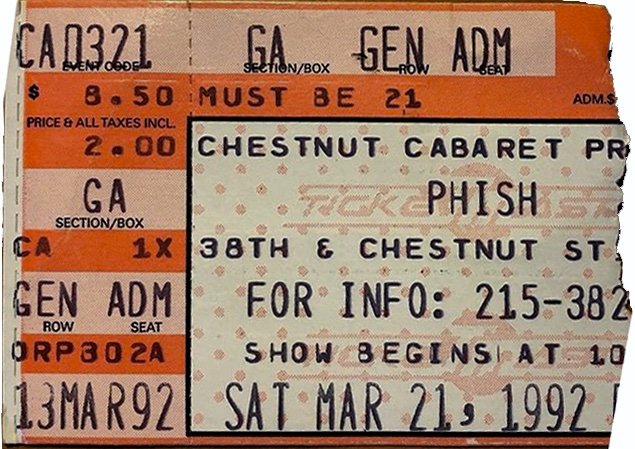 CA0321 GA GEN ADM
EVENT CODE SECTION/BOX ROW SEAT
$ 8.50 MUST BE 21 ADM.$
PRICE & ALL TAXES INCL.
2.00 CHESTNUT CABARET PR
GA PHISH
SECTION/BOX
CA 1X 38TH & CHESTNUT ST
GEN ADM FOR INFO: 215-382
ROW SEAT
ORP302A SHOW BEGINS AT 10
13MAR92 SAT MAR 21, 1992